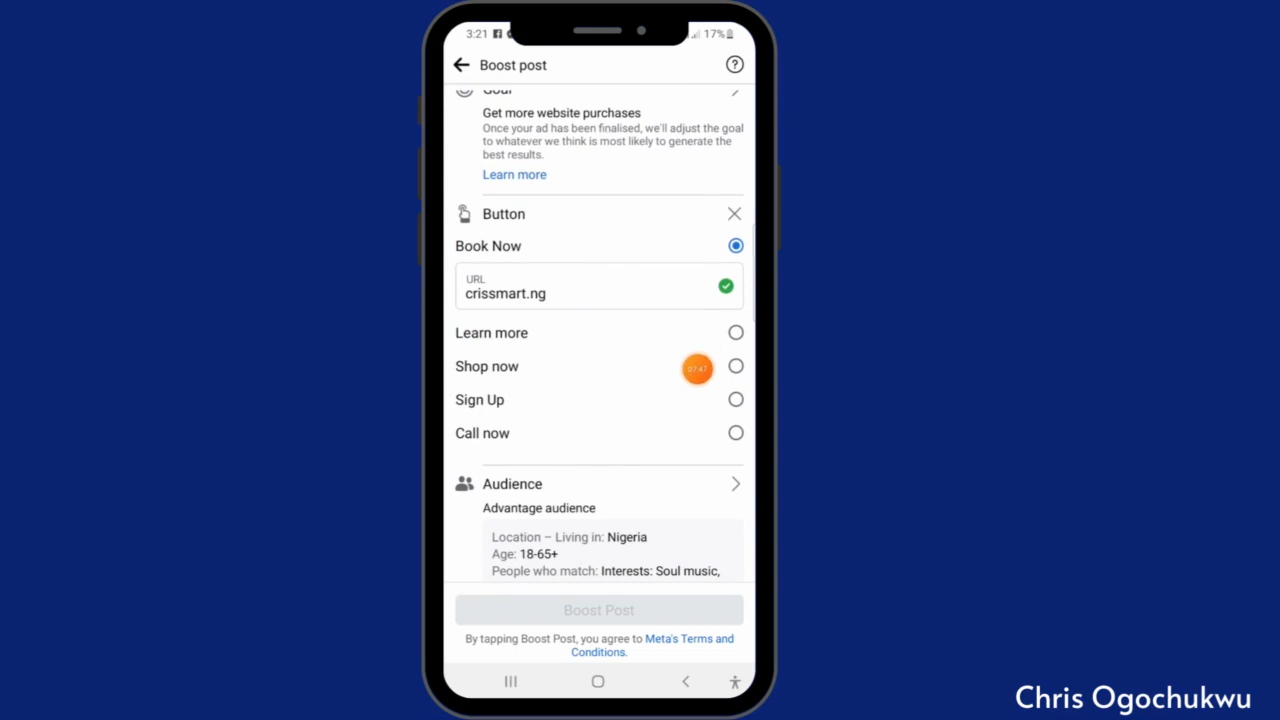 3:21
17%
Boost post
Goal
Get more website purchases
Once your ad has been finalised, we'll adjust the goal
to whatever we think is most likely to generate the
best results.
Learn more
Button
Book Now
URL
crissmart.ng
Learn more
Shop now
07:47
Sign Up
Call now
Audience
Advantage audience
Location – Living in: Nigeria
Age: 18-65+
People who match: Interests: Soul music,
Boost Post
By tapping Boost Post, you agree to Meta's Terms and
Conditions.
Chris Ogochukwu